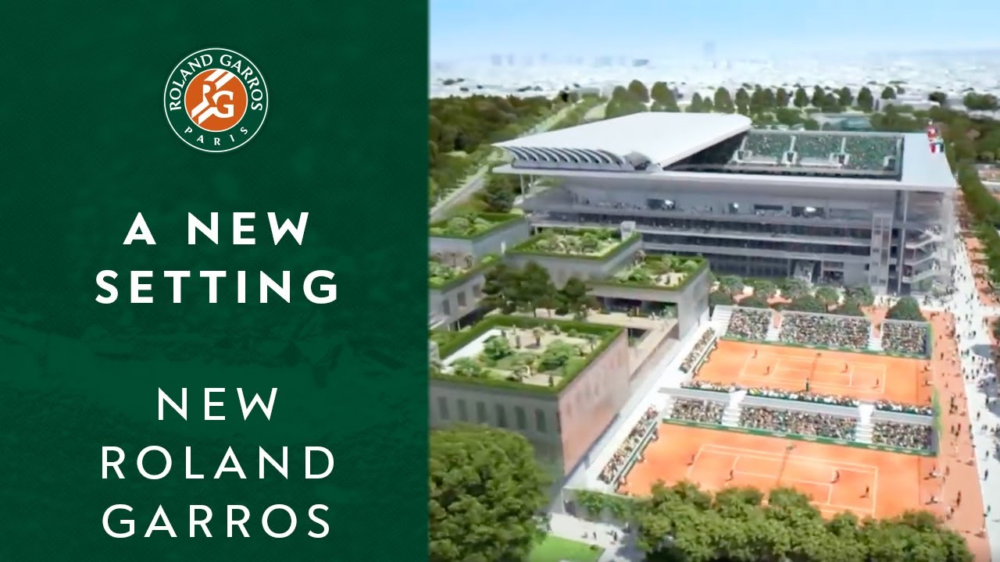 ROLAND GARROS
RG
PARIS
A NEW
SETTING
NEW
ROLAND
GARROS